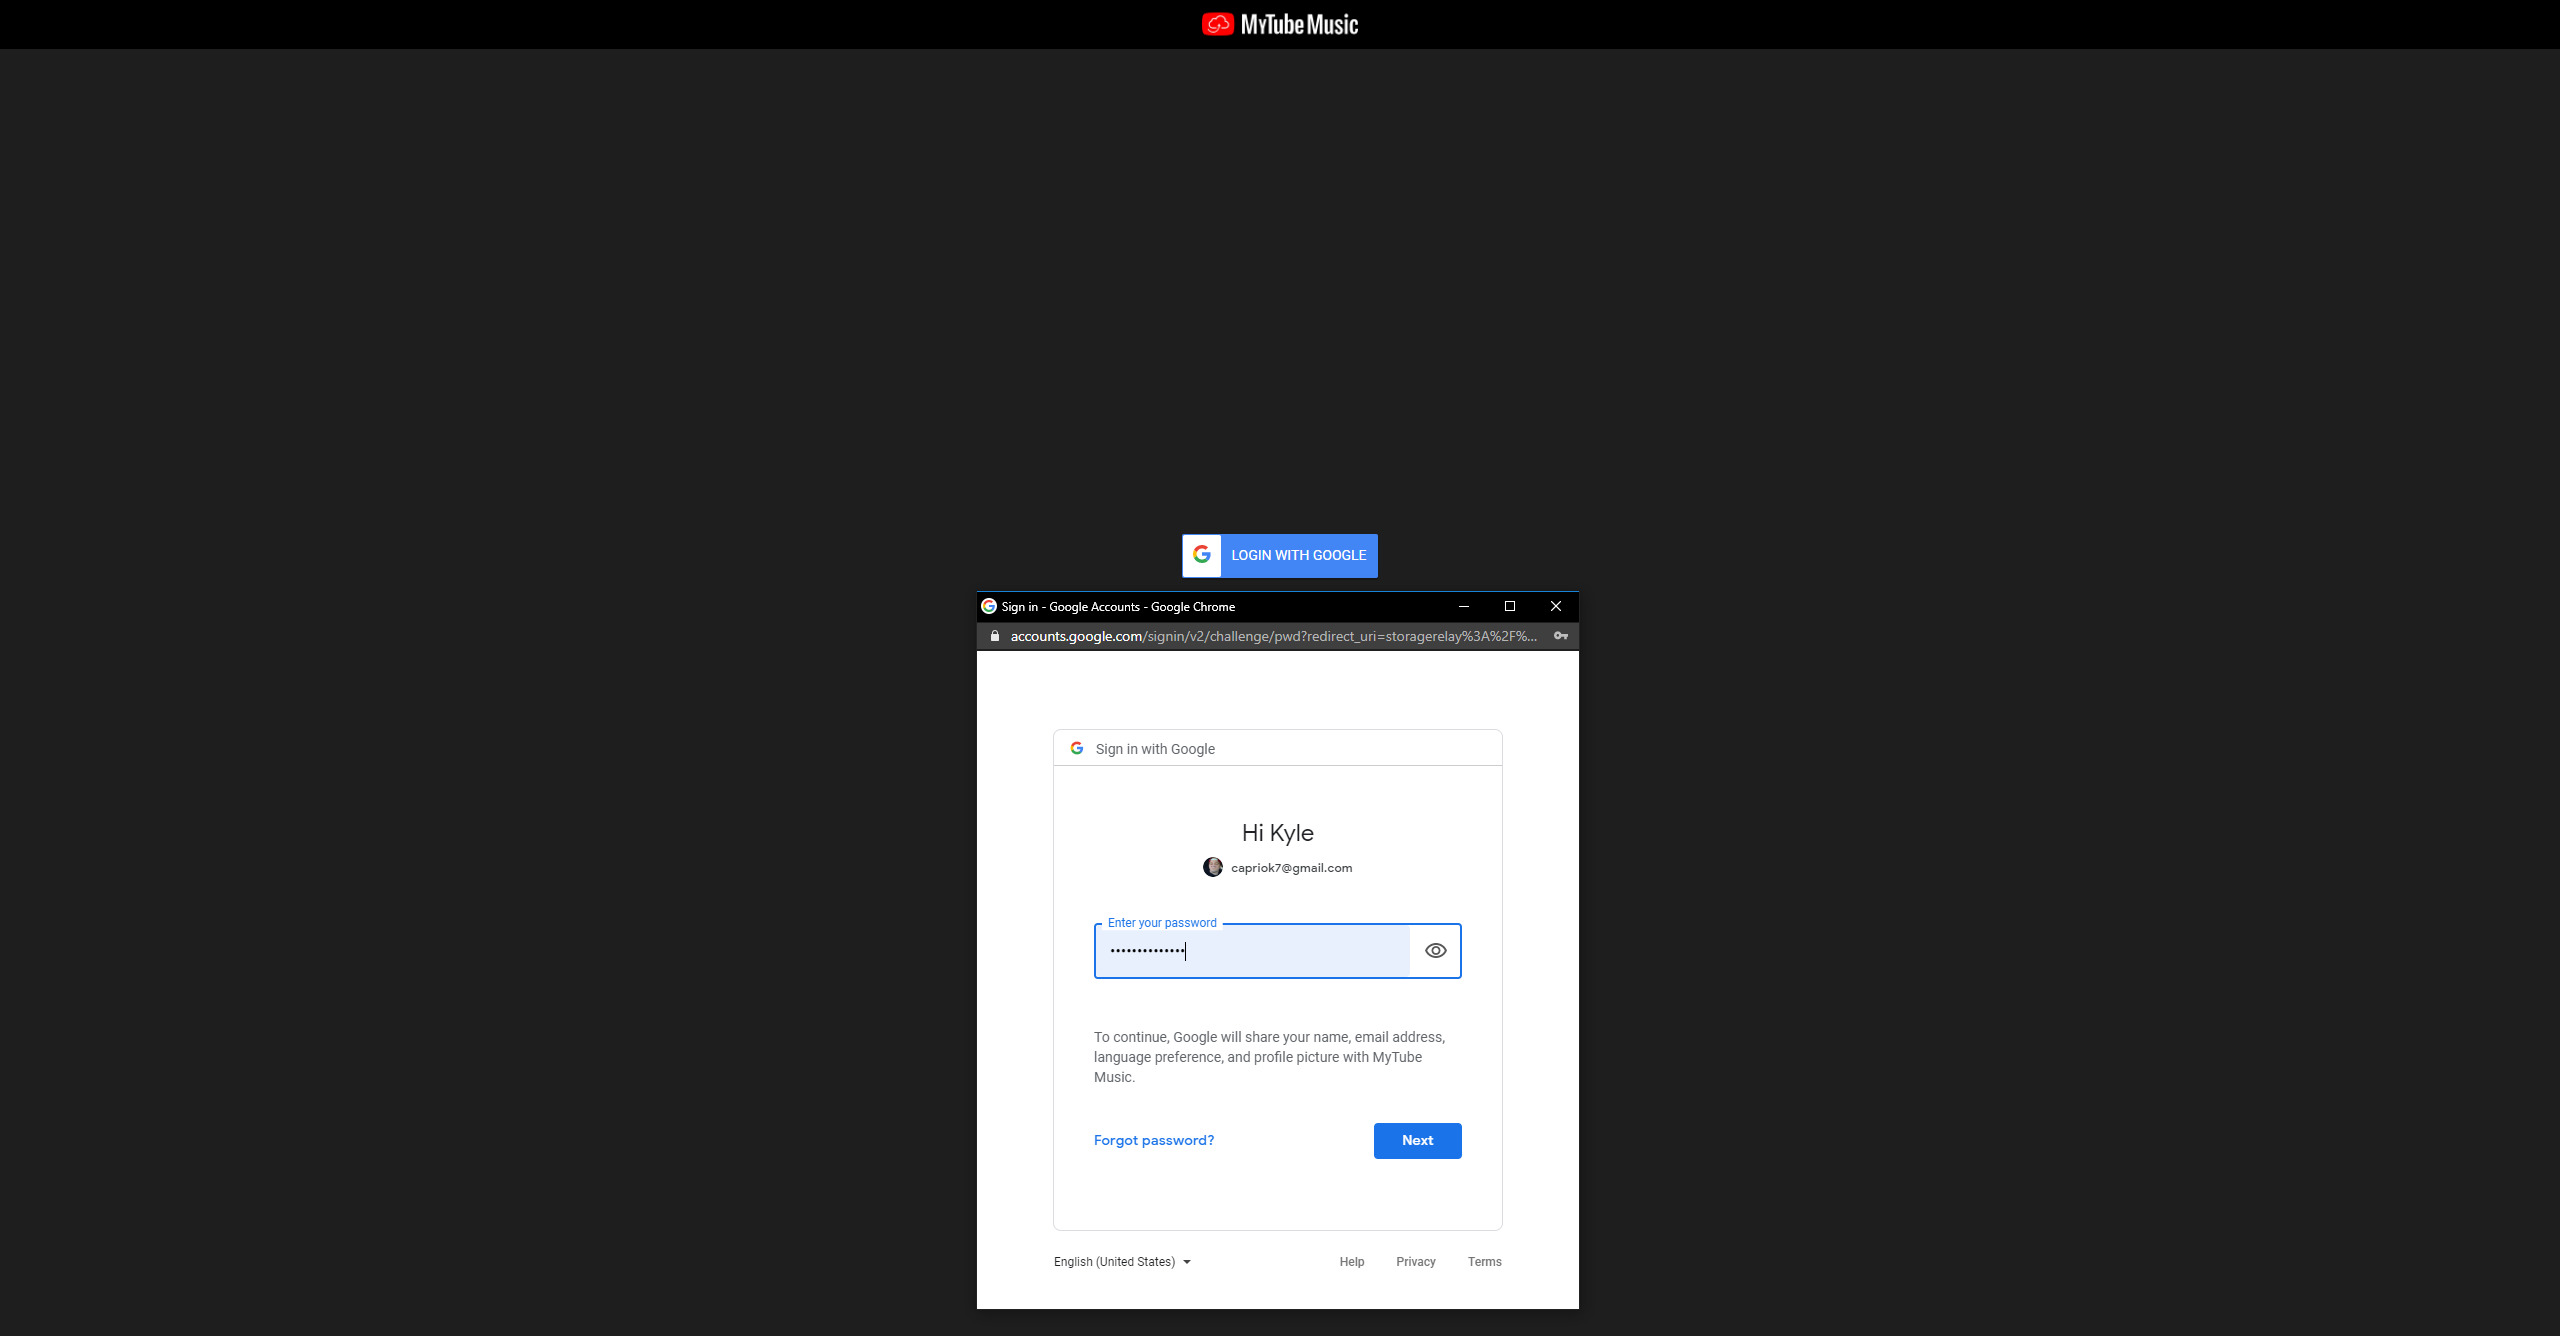 MyTube Music
LOGIN WITH GOOGLE
Sign in - Google Accounts - Google Chrome
accounts.google.com/signin/v2/challenge/pwd?redirect_uri=storagerelay%3A%2F%...
Sign in with Google
Hi Kyle
capriok7@gmail.com
Enter your password
••••••••••••••
To continue, Google will share your name, email address,
language preference, and profile picture with MyTube
Music.
Forgot password?
Next
English (United States)
Help Privacy Terms